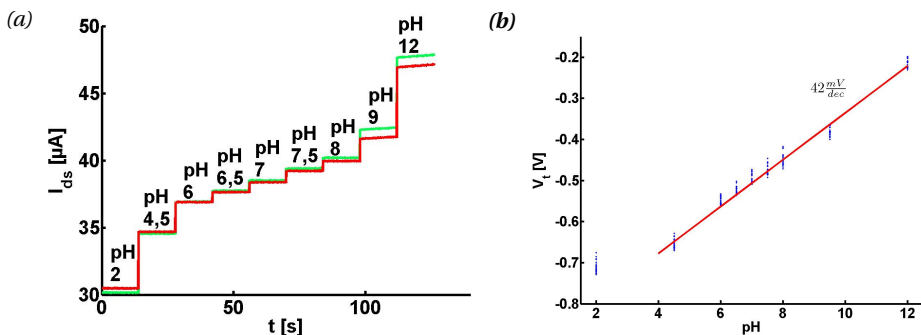 (a)
50
45
40
35
30
I_ds [µA]
pH
2
pH
4,5
pH
6
pH
6,5
pH
7
pH
7,5
pH
8
pH
9
pH
12
0
50
100
t [s]
(b)
-0.2
-0.3
-0.4
-0.5
-0.6
-0.7
-0.8
V_t [V]
42 mV/dec
2
4
6
8
10
12
pH